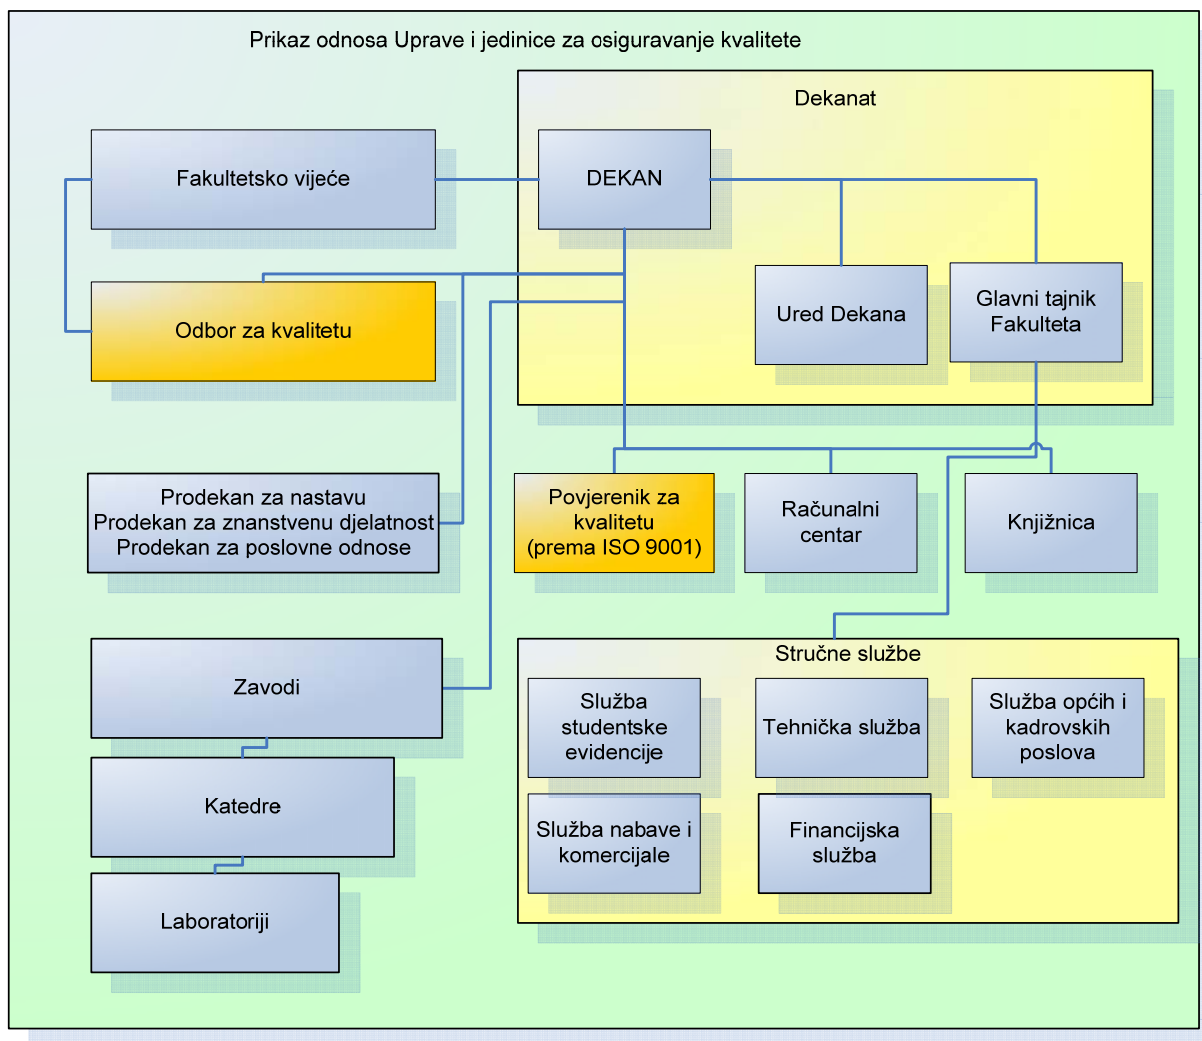 Prikaz odnosa Uprave i jedinice za osiguravanje kvalitete
Dekanat
Fakultetsko vijeće
DEKAN
Ured Dekana
Glavni tajnik
Fakulteta
Odbor za kvalitetu
Prodekan za nastavu
Prodekan za znanstvenu djelatnost
Prodekan za poslovne odnose
Povjerenik za
kvalitetu
(prema ISO 9001)
Računalni
centar
Knjižnica
Zavodi
Katedre
Laboratoriji
Stručne službe
Služba
studentske
evidencije
Tehnička služba
Služba općih i
kadrovskih
poslova
Služba nabave i
komercijale
Financijska
služba